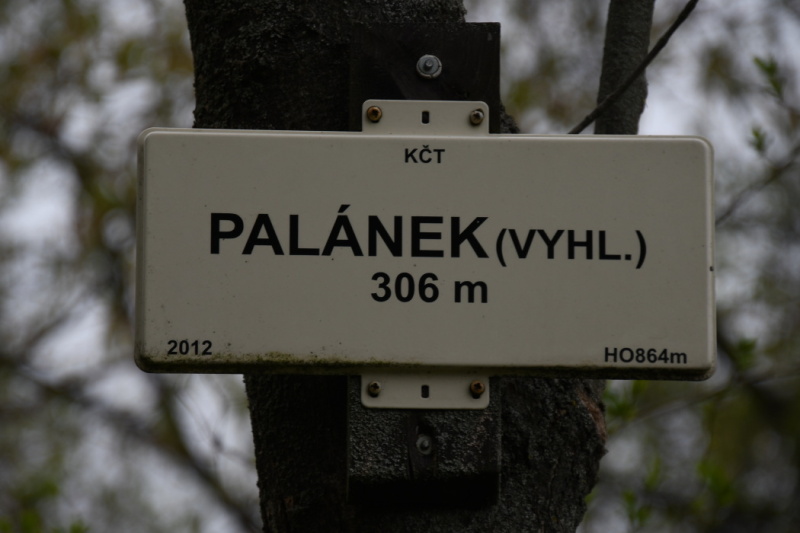 KČT
PALÁNEK (VYHL.)
306 m
2012 HO864m